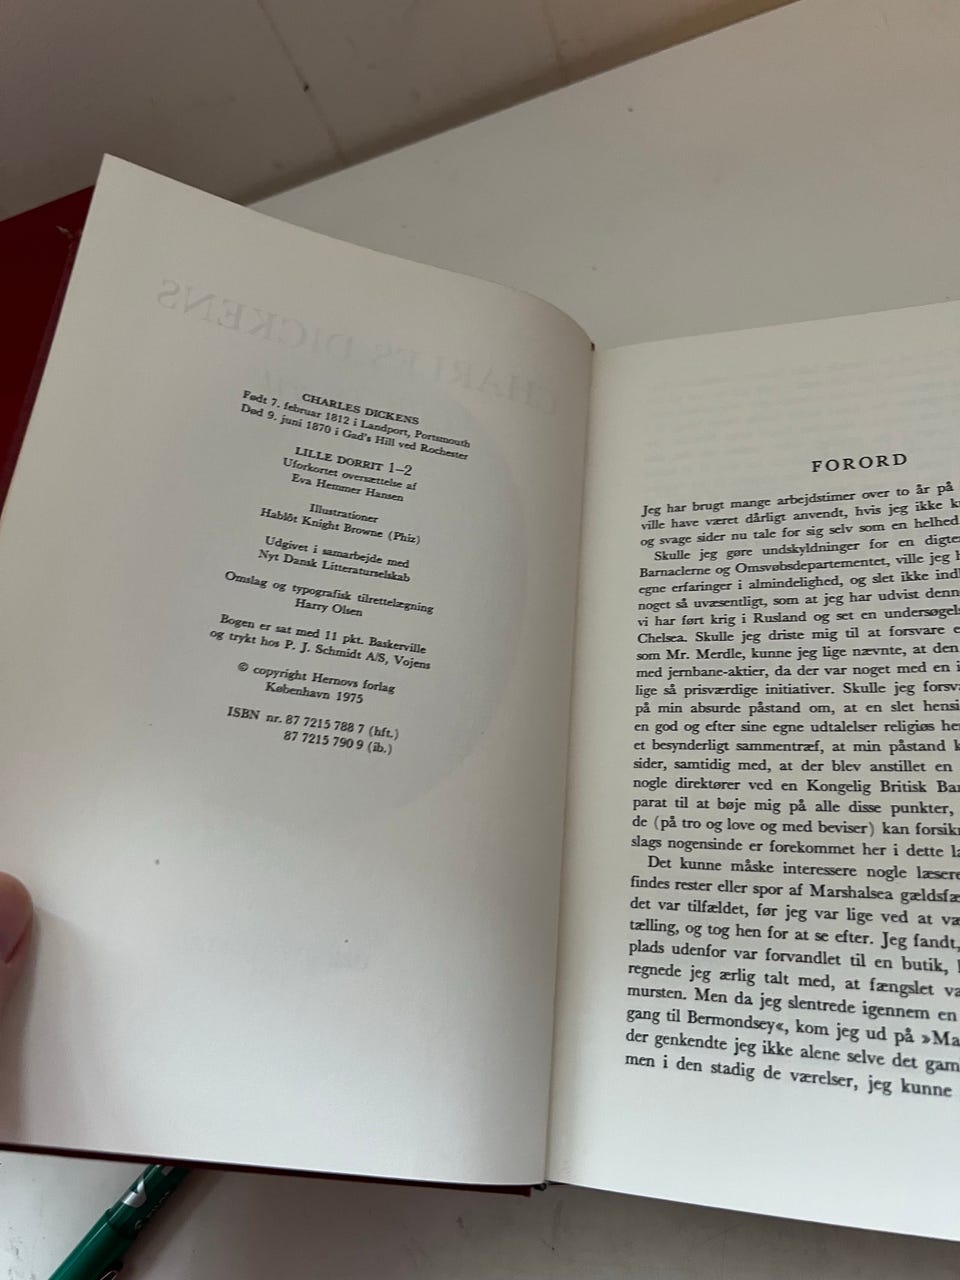 CHARLES DICKENS
CHARLES DICKENS
Født 7. februar 1812 i Landport, Portsmouth
Død 9. juni 1870 i Gad's Hill ved Rochester
LILLE DORRIT 1–2
Uforkortet oversættelse af
Eva Hemmer Hansen
Illustrationer
Hablôt Knight Browne (Phiz)
Udgivet i samarbejde med
Nyt Dansk Litteraturselskab
Omslag og typografisk tilrettelægning
Harry Olsen
Bogen er sat med 11 pkt. Baskerville
og trykt hos P. J. Schmidt A/S, Vojens
© copyright Hernovs forlag
København 1975
ISBN nr. 87 7215 788 7 (hft.)
87 7215 790 9 (ib.)
FORORD
Jeg har brugt mange arbejdstimer over to år på
ville have været dårligt anvendt, hvis jeg ikke
og svage sider nu tale for sig selv som en helhed.
Skulle jeg gøre undskyldninger for en
Barnaclerne og Omsvøbsdepartementet, ville jeg
egne erfaringer i almindelighed, og slet ikke
noget så uvæsentligt, som at jeg har udvist
vi har ført krig i Rusland og set en
Chelsea. Skulle jeg driste mig til at forsvare
som Mr. Merdle, kunne jeg lige nævnte, at den
med jernbane-aktier, da der var noget med en
lige så prisværdige initiativer. Skulle jeg
på min absurde påstand om, at en slet
en god og efter sine egne udtalelser religiøs
et besynderligt sammentræf, at min påstand
sider, samtidig med, at der blev anstillet en
nogle direktører ved en Kongelig Britisk
parat til at bøje mig på alle disse punkter,
de (på tro og love og med beviser) kan
slags nogensinde er forekommet her i dette
Det kunne måske interessere nogle
findes rester eller spor af Marshalsea
det var tilfældet, før jeg var lige ved at
tælling, og tog hen for at se efter. Jeg fandt,
plads udenfor var forvandlet til en butik,
regnede jeg ærlig talt med, at fængslet
mursten. Men da jeg slentrede igennem en
gang til Bermondsey«, kom jeg ud på
der genkendte jeg ikke alene selve det
men i den stadig de værelser, jeg kunne